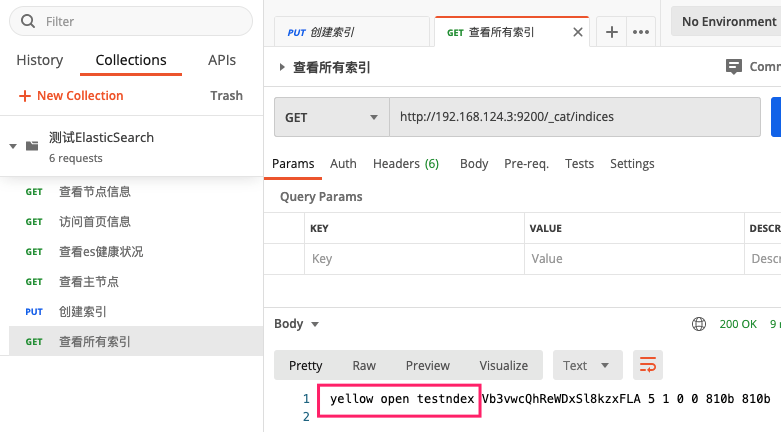 Filter
History Collections APIs
+ New Collection Trash
测试ElasticSearch
6 requests
GET 查看节点信息
GET 访问首页信息
GET 查看es健康状况
GET 查看主节点
PUT 创建索引
GET 查看所有索引
PUT 创建索引 GET 查看所有索引 No Environment
查看所有索引 Comm
GET http://192.168.124.3:9200/_cat/indices
Params Auth Headers (6) Body Pre-req. Tests Settings
Query Params
KEY VALUE DESCR
Key Value Descr
Body 200 OK 9
Pretty Raw Preview Visualize Text
1 yellow open testndex Vb3vwcQhReWDxSl8kzxFLA 5 1 0 0 810b 810b
2